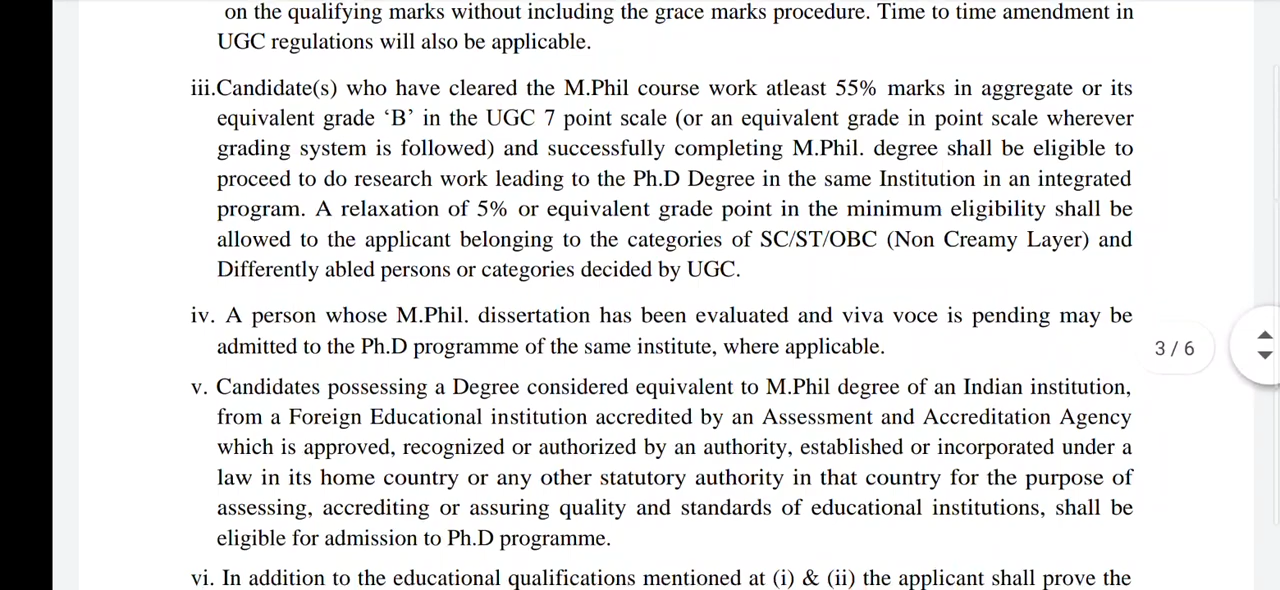 on the qualifying marks without including the grace marks procedure. Time to time amendment in
UGC regulations will also be applicable.
iii.Candidate(s) who have cleared the M.Phil course work atleast 55% marks in aggregate or its
equivalent grade ‘B’ in the UGC 7 point scale (or an equivalent grade in point scale wherever
grading system is followed) and successfully completing M.Phil. degree shall be eligible to
proceed to do research work leading to the Ph.D Degree in the same Institution in an integrated
program. A relaxation of 5% or equivalent grade point in the minimum eligibility shall be
allowed to the applicant belonging to the categories of SC/ST/OBC (Non Creamy Layer) and
Differently abled persons or categories decided by UGC.
iv. A person whose M.Phil. dissertation has been evaluated and viva voce is pending may be
admitted to the Ph.D programme of the same institute, where applicable.
3 / 6
v. Candidates possessing a Degree considered equivalent to M.Phil degree of an Indian institution,
from a Foreign Educational institution accredited by an Assessment and Accreditation Agency
which is approved, recognized or authorized by an authority, established or incorporated under a
law in its home country or any other statutory authority in that country for the purpose of
assessing, accrediting or assuring quality and standards of educational institutions, shall be
eligible for admission to Ph.D programme.
vi. In addition to the educational qualifications mentioned at (i) & (ii) the applicant shall prove the